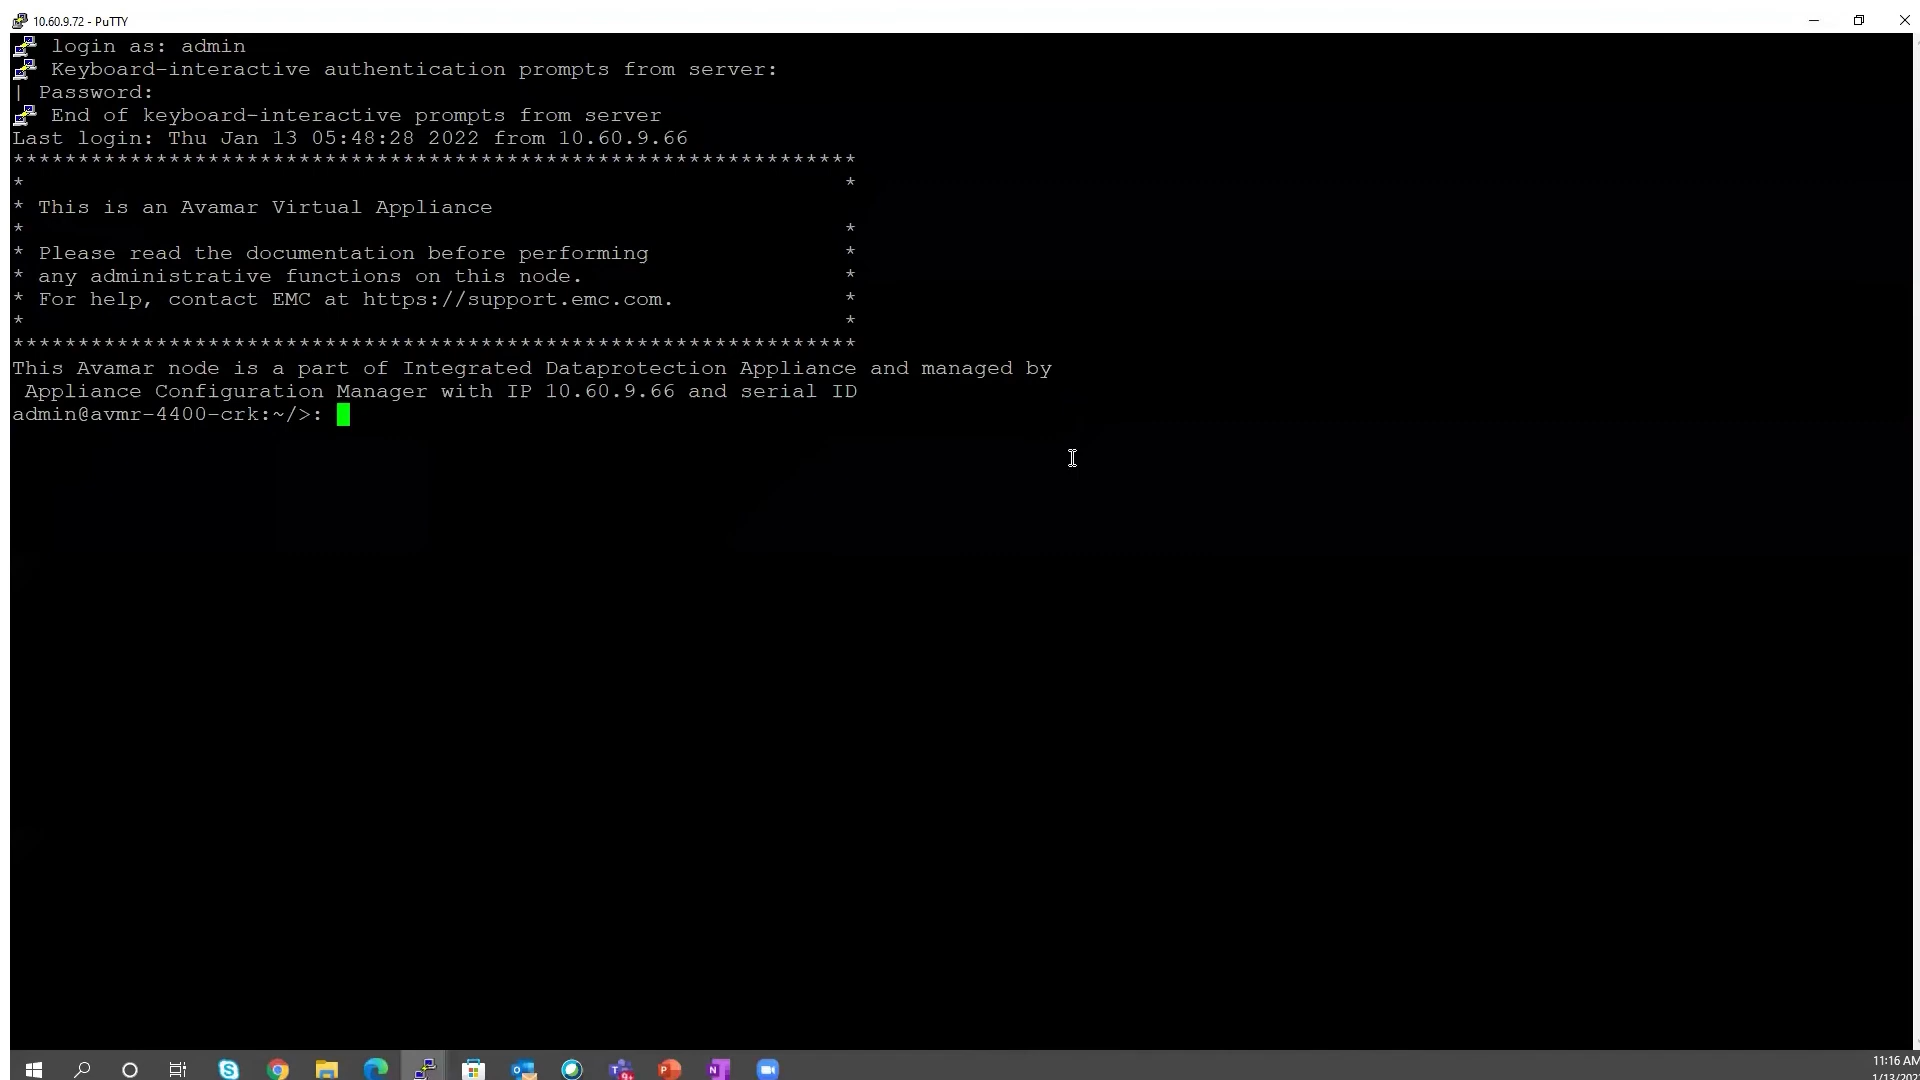 10.60.9.72 - PuTTY
login as: admin
Keyboard-interactive authentication prompts from server:
| Password:
End of keyboard-interactive prompts from server
Last login: Thu Jan 13 05:48:28 2022 from 10.60.9.66
*****************************************************************
* *
* This is an Avamar Virtual Appliance
* *
* Please read the documentation before performing *
* any administrative functions on this node. *
* For help, contact EMC at https://support.emc.com. *
* *
*****************************************************************
This Avamar node is a part of Integrated Dataprotection Appliance and managed by
Appliance Configuration Manager with IP 10.60.9.66 and serial ID
admin@avmr-4400-crk:~/>:
11:16 AM